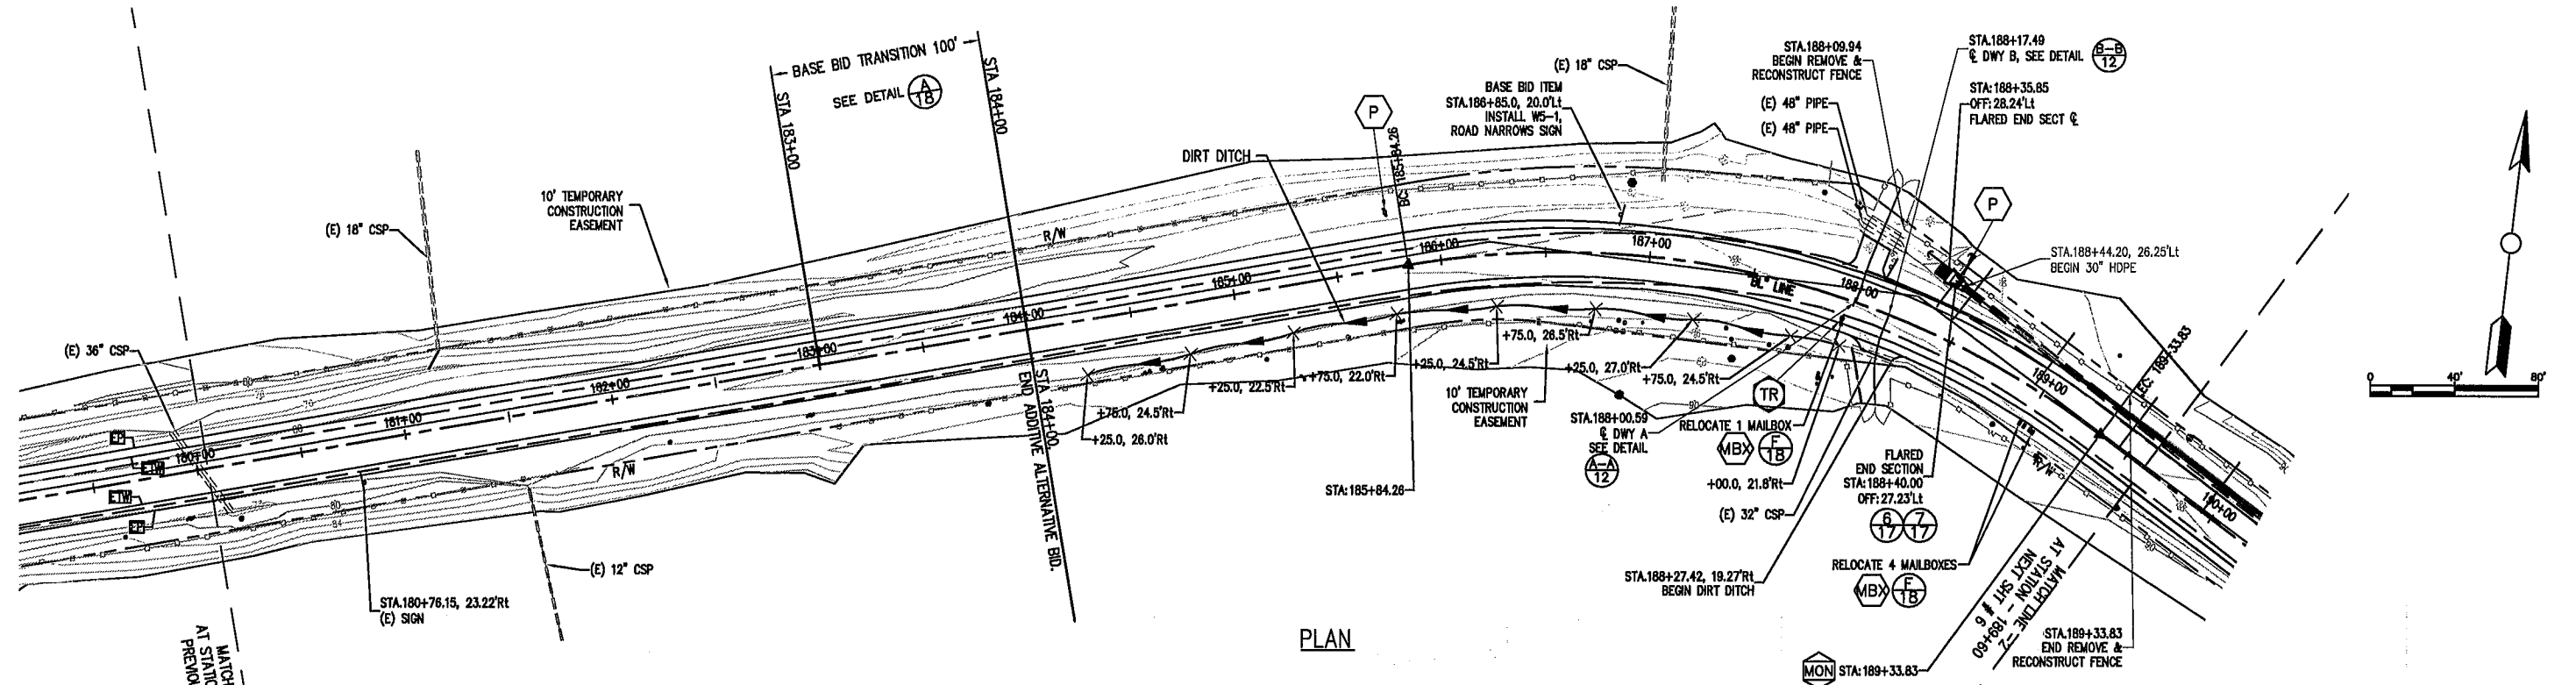 BASE BID TRANSITION 100'
SEE DETAIL A
18
STA 183+00
STA 184+00
(E) 18" CSP
10' TEMPORARY
CONSTRUCTION
EASEMENT
(E) 36" CSP
R/W
DIRT DITCH
P
BC: 185+84.26
BASE BID ITEM
STA.186+85.0, 20.0'Lt
INSTALL W5-1,
ROAD NARROWS SIGN
(E) 18" CSP
STA.188+09.94
BEGIN REMOVE &
RECONSTRUCT FENCE
(E) 48" PIPE
(E) 48" PIPE
STA.188+17.49
℄ DWY B, SEE DETAIL B-B
12
STA: 188+35.85
OFF: 28.24'Lt
FLARED END SECT ℄
P
STA.188+44.20, 26.25'Lt
BEGIN 30" HDPE
180+00
181+00
182+00
183+00
184+00
185+00
186+00
187+00
"BL" LINE
188+00
189+00
190+00
EC: 189+33.83
0 40' 80'
EP
ETW
ETW
EP
80
84
R/W
STA.180+76.15, 23.22'Rt
(E) SIGN
(E) 12" CSP
STA 184+00.
END ADDITIVE ALTERNATIVE BID.
+25.0, 26.0'Rt
+75.0, 24.5'Rt
+25.0, 22.5'Rt
+75.0, 22.0'Rt
+25.0, 24.5'Rt
+75.0, 26.5'Rt
+25.0, 27.0'Rt
+75.0, 24.5'Rt
10' TEMPORARY
CONSTRUCTION
EASEMENT
STA:185+84.26
STA.188+00.59
℄ DWY A
SEE DETAIL
A-A
12
TR
RELOCATE 1 MAILBOX
MBX F
18
+00.0, 21.8'Rt
(E) 32" CSP
STA.188+27.42, 19.27'Rt
BEGIN DIRT DITCH
FLARED
END SECTION
STA: 188+40.00
OFF: 27.23'Lt
6 7
17 17
RELOCATE 4 MAILBOXES
MBX F
18
R/W
MON STA:189+33.83
MATCH LINE -2
AT STATION - 189+60
NEXT SHT # 6
STA.189+33.83
END REMOVE &
RECONSTRUCT FENCE
PLAN
MATCH
AT STATIO
PREVIOU